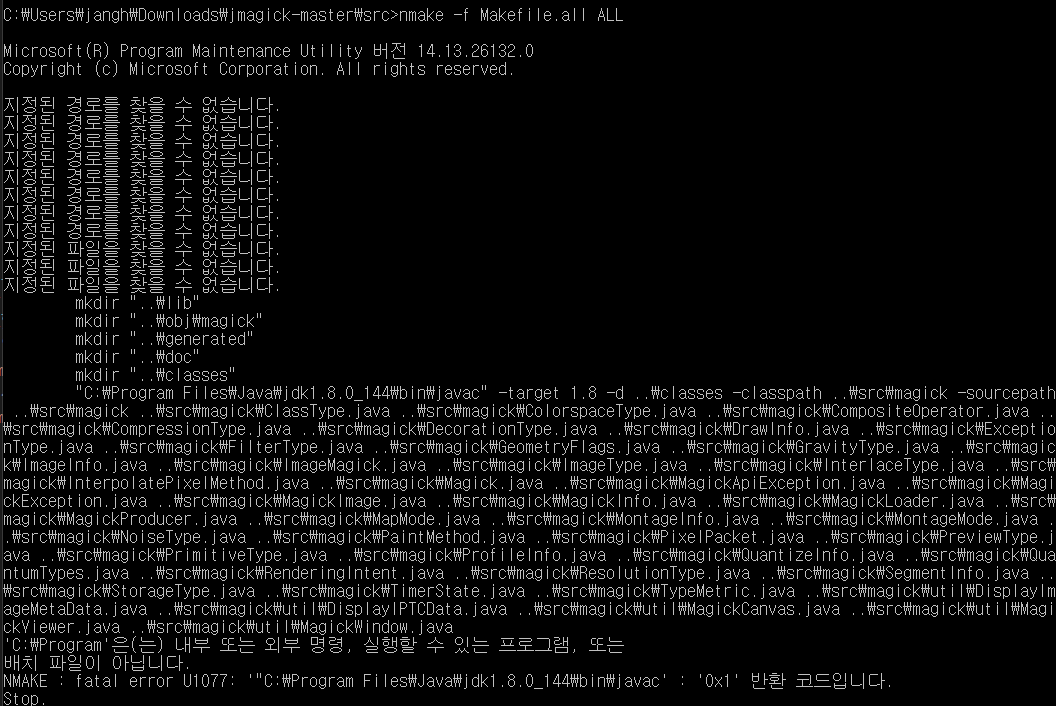 C:₩Users₩jangh₩Downloads₩jmagick-master₩src>nmake -f Makefile.all ALL
Microsoft(R) Program Maintenance Utility 버전 14.13.26132.0
Copyright (c) Microsoft Corporation. All rights reserved.
지정된 경로를 찾을 수 없습니다.
지정된 경로를 찾을 수 없습니다.
지정된 경로를 찾을 수 없습니다.
지정된 경로를 찾을 수 없습니다.
지정된 경로를 찾을 수 없습니다.
지정된 경로를 찾을 수 없습니다.
지정된 경로를 찾을 수 없습니다.
지정된 경로를 찾을 수 없습니다.
지정된 파일을 찾을 수 없습니다.
지정된 파일을 찾을 수 없습니다.
지정된 파일을 찾을 수 없습니다.
mkdir "..₩lib"
mkdir "..₩obj₩magick"
mkdir "..₩generated"
mkdir "..₩doc"
mkdir "..₩classes"
"C:₩Program Files₩Java₩jdk1.8.0_144₩bin₩javac" -target 1.8 -d ..₩classes -classpath ..₩src₩magick -sourcepath
..₩src₩magick ..₩src₩magick₩ClassType.java ..₩src₩magick₩ColorspaceType.java ..₩src₩magick₩CompositeOperator.java ..
₩src₩magick₩CompressionType.java ..₩src₩magick₩DecorationType.java ..₩src₩magick₩DrawInfo.java ..₩src₩magick₩Exceptio
nType.java ..₩src₩magick₩FilterType.java ..₩src₩magick₩GeometryFlags.java ..₩src₩magick₩GravityType.java ..₩src₩magic
k₩ImageInfo.java ..₩src₩magick₩ImageMagick.java ..₩src₩magick₩ImageType.java ..₩src₩magick₩InterlaceType.java ..₩src₩
magick₩InterpolatePixelMethod.java ..₩src₩magick₩Magick.java ..₩src₩magick₩MagickApiException.java ..₩src₩magick₩Magi
ckException.java ..₩src₩magick₩MagickImage.java ..₩src₩magick₩MagickInfo.java ..₩src₩magick₩MagickLoader.java ..₩src₩
magick₩MagickProducer.java ..₩src₩magick₩MapMode.java ..₩src₩magick₩MontageInfo.java ..₩src₩magick₩MontageMode.java .
.₩src₩magick₩NoiseType.java ..₩src₩magick₩PaintMethod.java ..₩src₩magick₩PixelPacket.java ..₩src₩magick₩PreviewType.j
ava ..₩src₩magick₩PrimitiveType.java ..₩src₩magick₩ProfileInfo.java ..₩src₩magick₩QuantizeInfo.java ..₩src₩magick₩Qua
ntumTypes.java ..₩src₩magick₩RenderingIntent.java ..₩src₩magick₩ResolutionType.java ..₩src₩magick₩SegmentInfo.java ..
₩src₩magick₩StorageType.java ..₩src₩magick₩TimerState.java ..₩src₩magick₩TypeMetric.java ..₩src₩magick₩util₩DisplayIm
ageMetaData.java ..₩src₩magick₩util₩DisplayIPTCData.java ..₩src₩magick₩util₩MagickCanvas.java ..₩src₩magick₩util₩Magi
ckViewer.java ..₩src₩magick₩util₩MagickWindow.java
'C:₩Program'은(는) 내부 또는 외부 명령, 실행할 수 있는 프로그램, 또는
배치 파일이 아닙니다.
NMAKE : fatal error U1077: '"C:₩Program Files₩Java₩jdk1.8.0_144₩bin₩javac' : '0x1' 반환 코드입니다.
Stop.